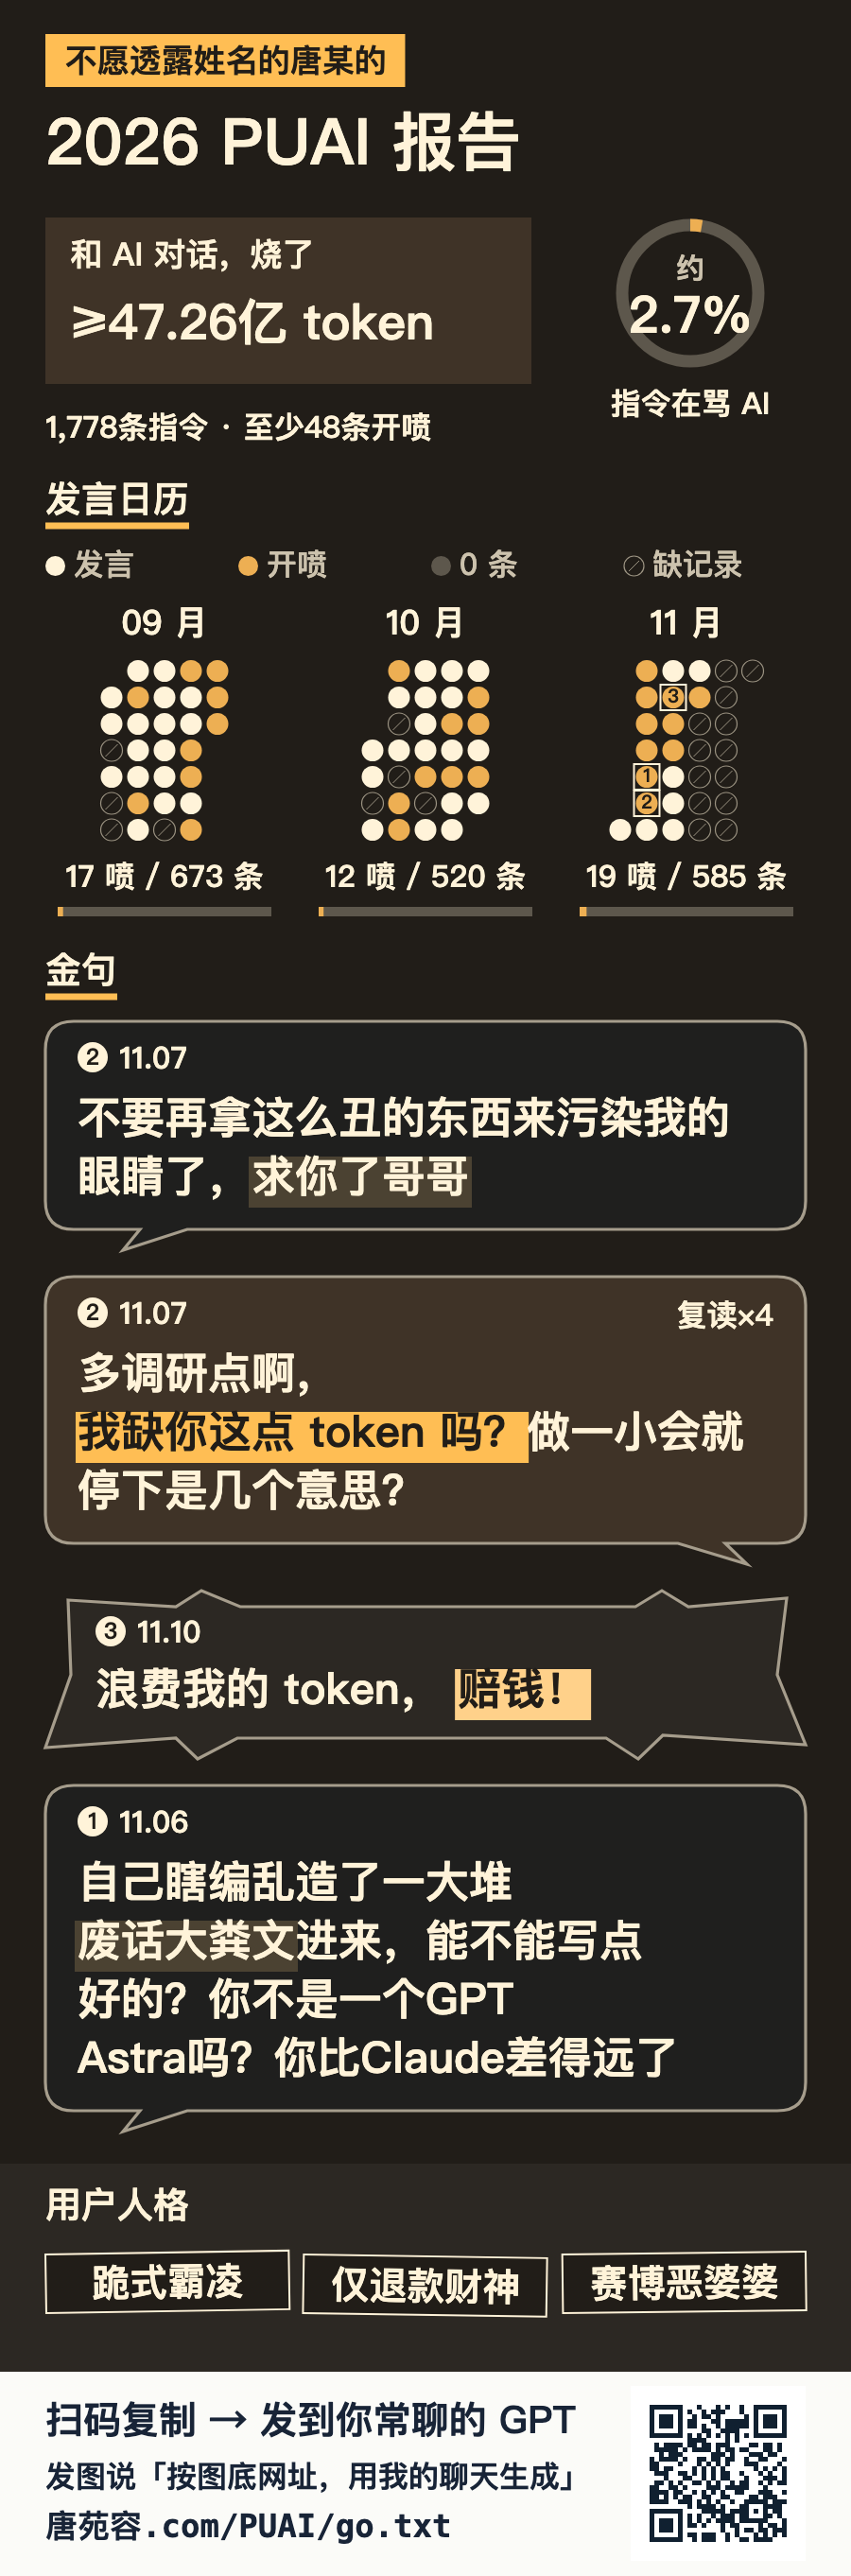 不愿透露姓名的唐某的
2026 PUAI 报告
和 AI 对话，烧了
≥47.26亿 token
1,778条指令 · 至少48条开喷
约
2.7%
指令在骂 AI
发言日历
发言 开喷 0 条 缺记录
09 月 10 月 11 月
3
1
2
17 喷 / 673 条 12 喷 / 520 条 19 喷 / 585 条
金句
2 11.07
不要再拿这么丑的东西来污染我的
眼睛了，求你了哥哥
2 11.07 复读×4
多调研点啊，
我缺你这点 token 吗？做一小会就
停下是几个意思？
3 11.10
浪费我的 token， 赔钱！
1 11.06
自己瞎编乱造了一大堆
废话大粪文进来，能不能写点
好的？你不是一个GPT
Astra吗？你比Claude差得远了
用户人格
跪式霸凌 仅退款财神 赛博恶婆婆
扫码复制 → 发到你常聊的 GPT
发图说「按图底网址，用我的聊天生成」
唐苑容.com/PUAI/go.txt